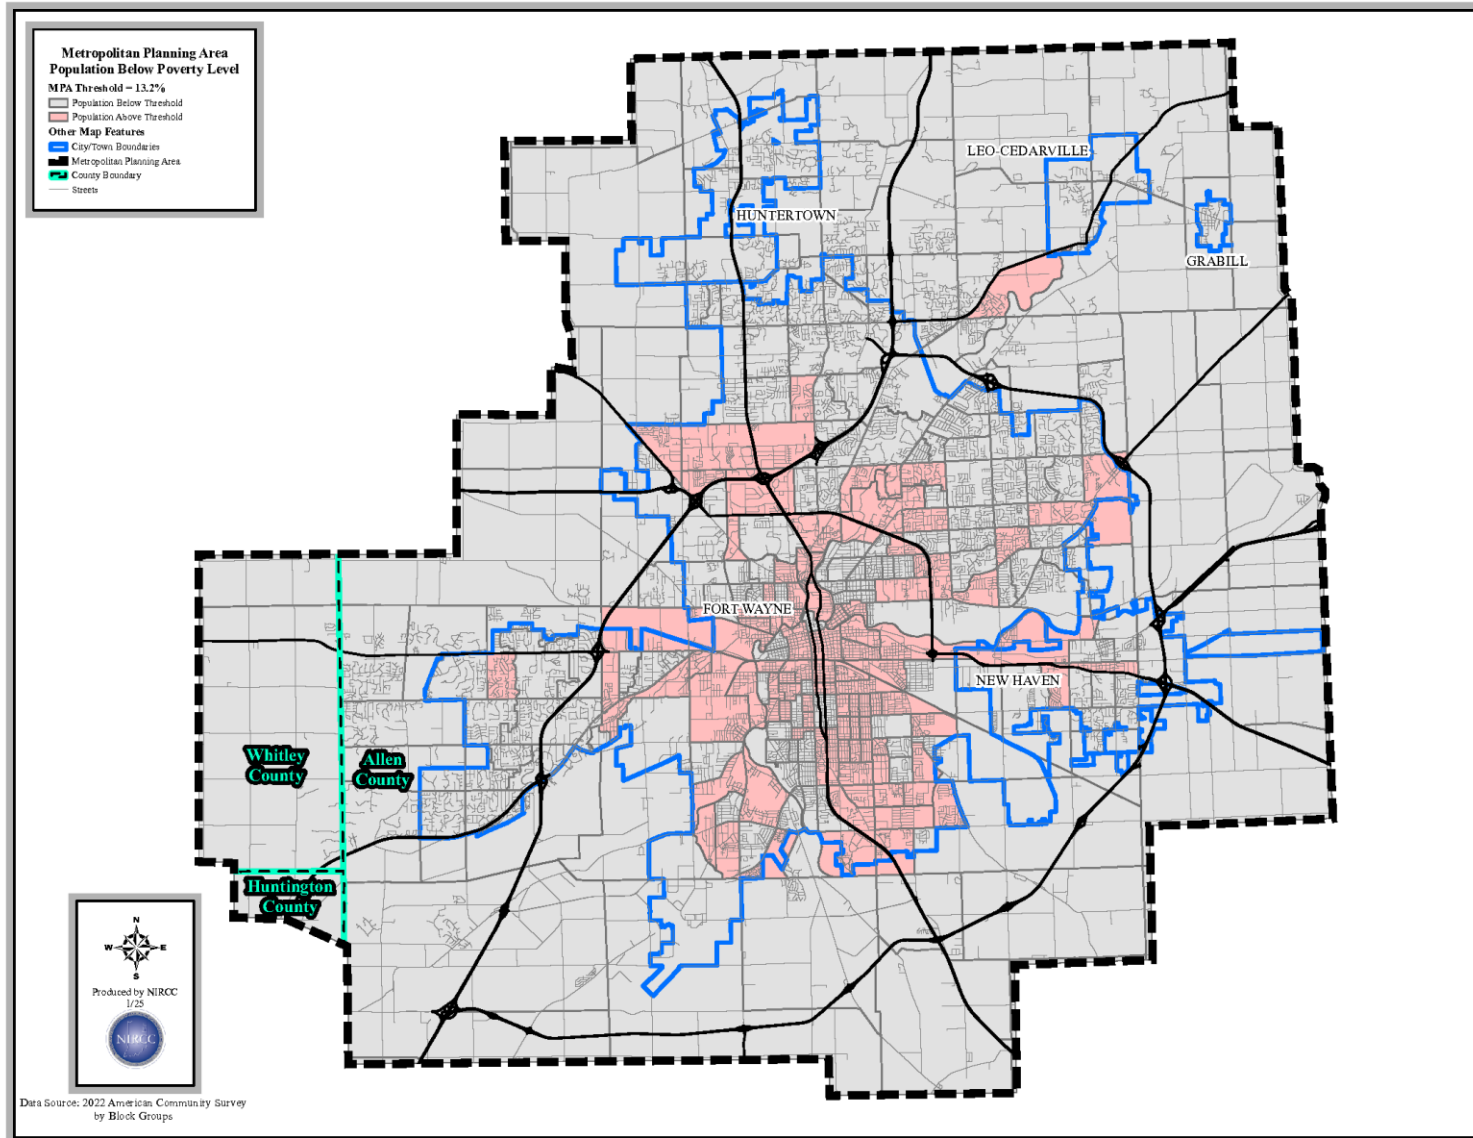 Metropolitan Planning Area
Population Below Poverty Level
MPA Threshold = 13.2%
Population Below Threshold
Population Above Threshold
Other Map Features
City/Town Boundaries
Metropolitan Planning Area
County Boundary
Streets
LEO-CEDARVILLE
HUNTERTOWN
GRABILL
FORT WAYNE
NEW HAVEN
Whitley
County
Allen
County
Huntington
County
N
W E
S
Produced by NIRCC
1/25
NIRCC
Data Source: 2022 American Community Survey
by Block Groups